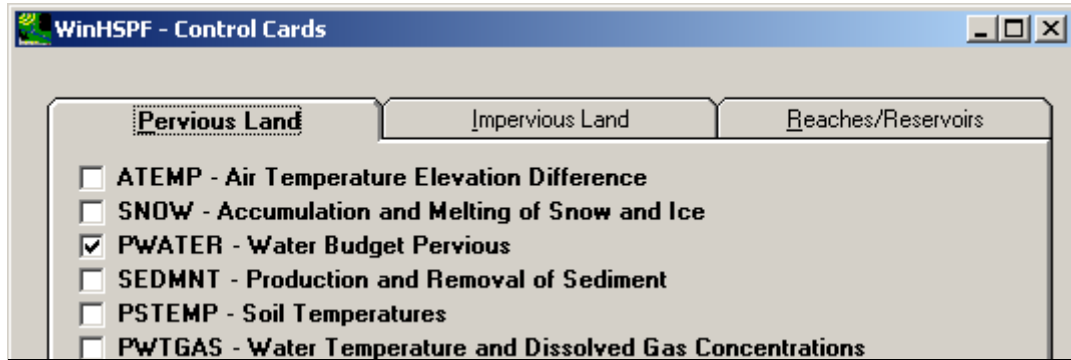 WinHSPF - Control Cards
Pervious Land Impervious Land Reaches/Reservoirs
ATEMP - Air Temperature Elevation Difference
SNOW - Accumulation and Melting of Snow and Ice
PWATER - Water Budget Pervious
SEDMNT - Production and Removal of Sediment
PSTEMP - Soil Temperatures
PWTGAS - Water Temperature and Dissolved Gas Concentrations